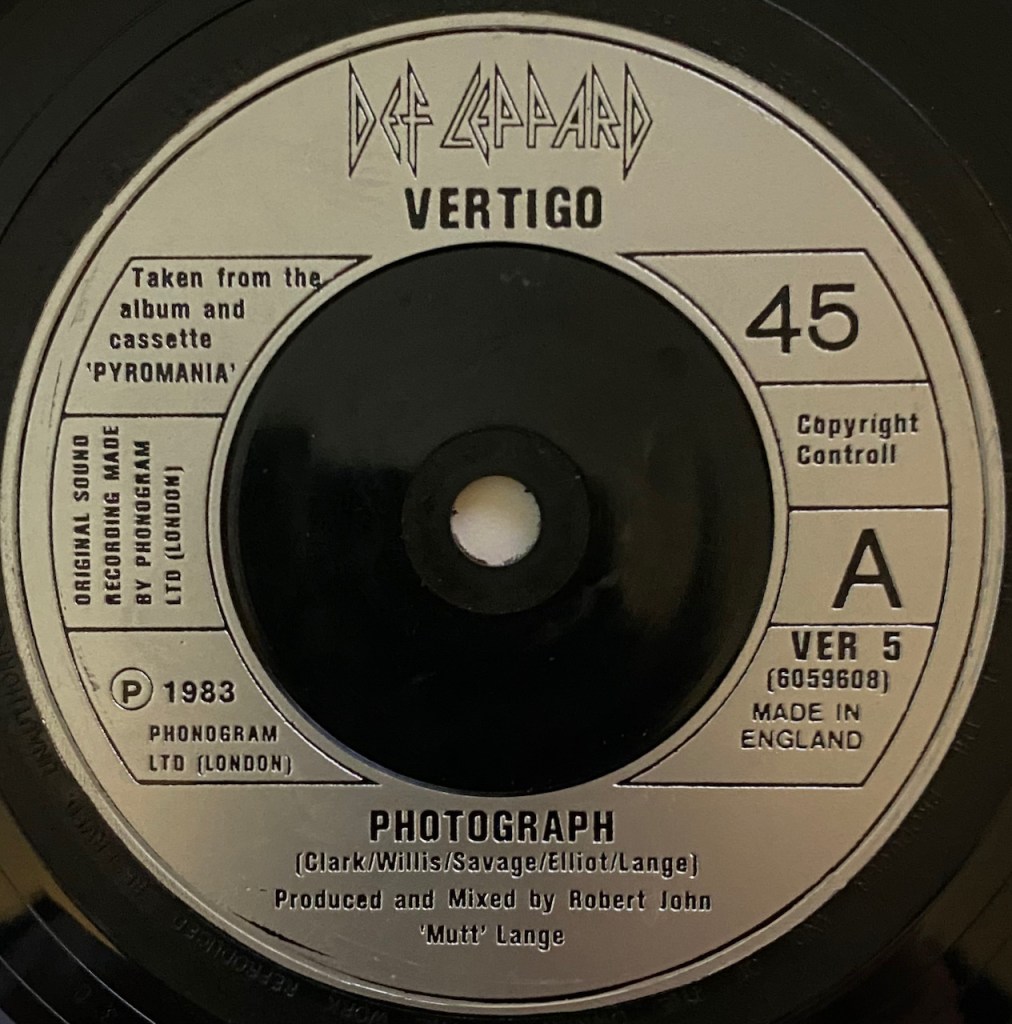 DEF LEPPARD
VERTIGO
Taken from the
album and
cassette
'PYROMANIA'
ORIGINAL SOUND
RECORDING MADE
BY PHONOGRAM
LTD (LONDON)
Ⓟ 1983
PHONOGRAM
LTD (LONDON)
45
Copyright
Controll
A
VER 5
(6059608)
MADE IN
ENGLAND
PHOTOGRAPH
(Clark/Willis/Savage/Elliot/Lange)
Produced and Mixed by Robert John
'Mutt' Lange